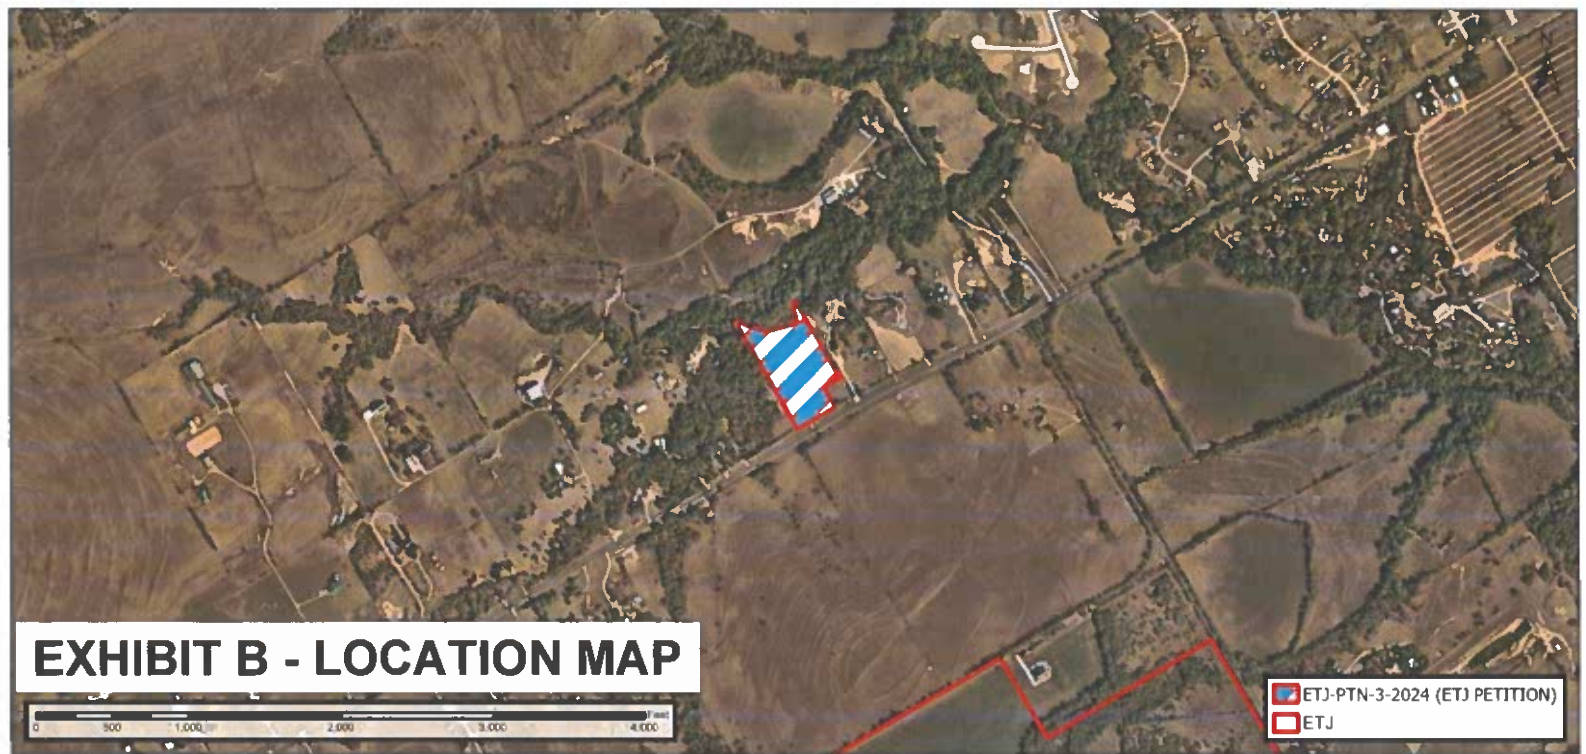 EXHIBIT B - LOCATION MAP
Feet
0 500 1,000 2,000 3,000 4,000
ETJ-PTN-3-2024 (ETJ PETITION)
ETJ